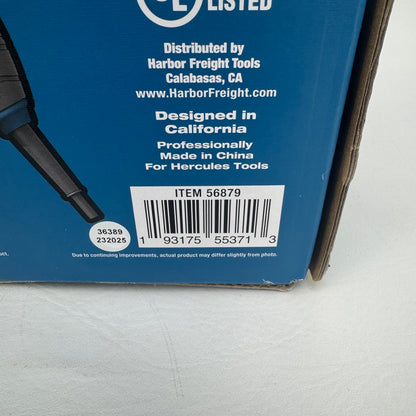 UL
LISTED
Distributed by
Harbor Freight Tools
Calabasas, CA
www.HarborFreight.com
Designed in
California
Professionally
Made in China
For Hercules Tools
ITEM 56879
1 93175 55371 3
36389
232025
uct.
Due to continuing improvements, actual product may differ slightly from photo.